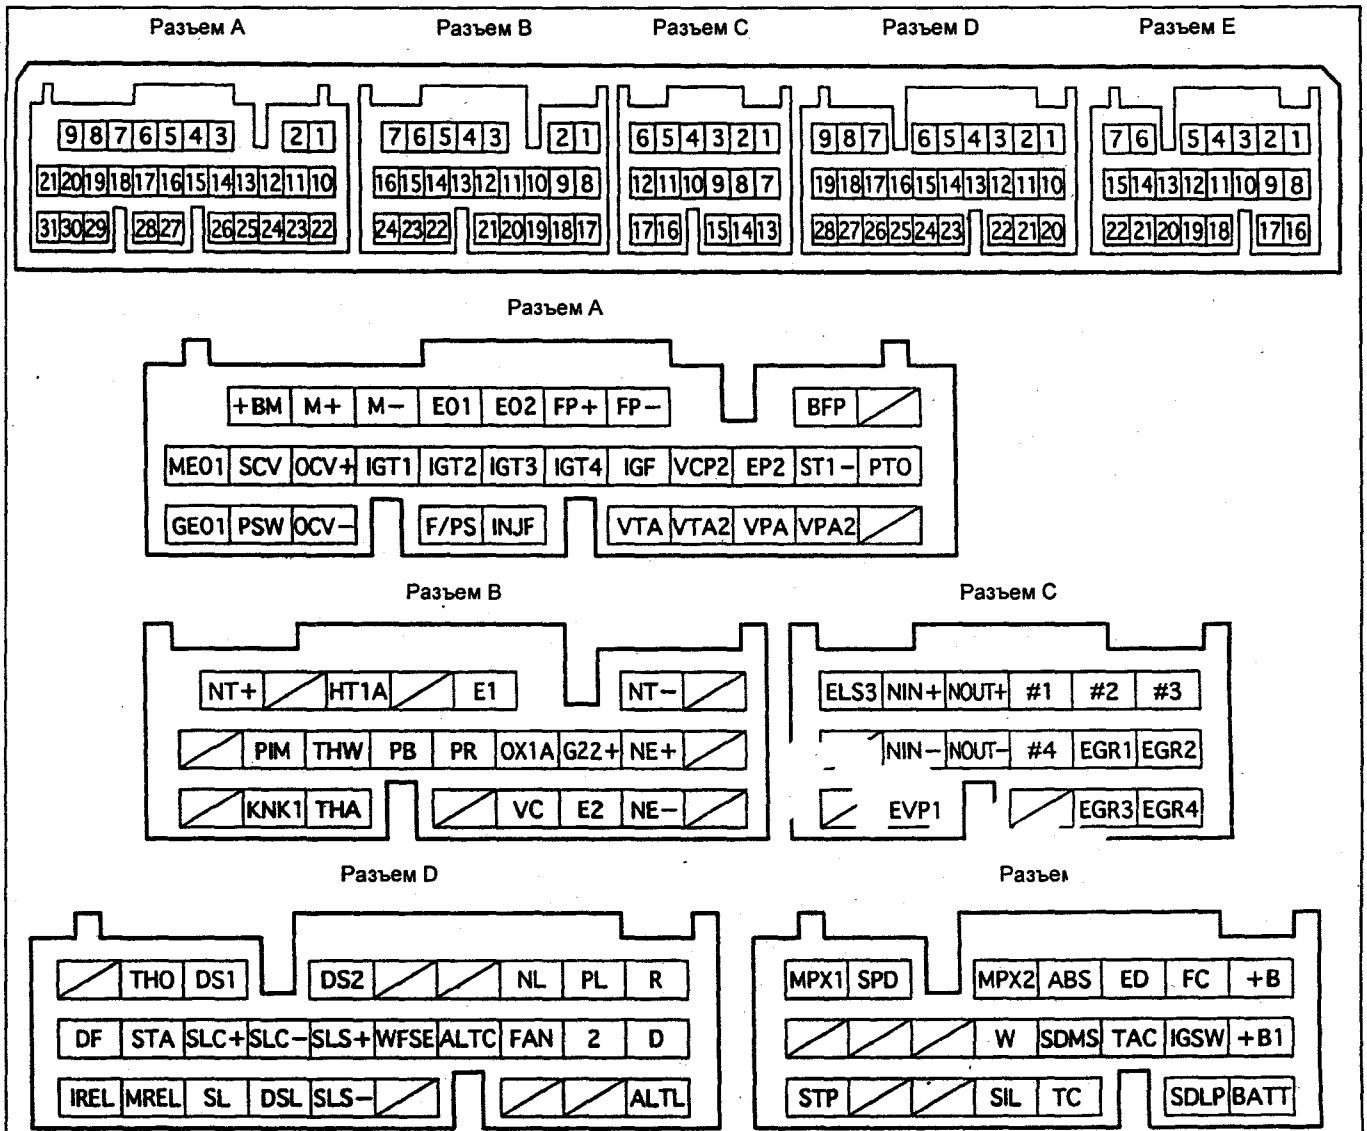 Разъем A Разъем B Разъем C Разъем D Разъем E
9 8 7 6 5 4 3 2 1 7 6 5 4 3 2 1 6 5 4 3 2 1 9 8 7 6 5 4 3 2 1 7 6 5 4 3 2 1
21 20 19 18 17 16 15 14 13 12 11 10 16 15 14 13 12 11 10 9 8 12 11 10 9 8 7 19 18 17 16 15 14 13 12 11 10 15 14 13 12 11 10 9 8
31 30 29 28 27 26 25 24 23 22 24 23 22 21 20 19 18 17 17 16 15 14 13 28 27 26 25 24 23 22 21 20 22 21 20 19 18 17 16
Разъем A
+BM M+ M− E01 E02 FP+ FP− BFP
ME01 SCV OCV+ IGT1 IGT2 IGT3 IGT4 IGF VCP2 EP2 ST1− PTO
GE01 PSW OCV− F/PS INJF VTA VTA2 VPA VPA2
Разъем B Разъем C
NT+ HT1A E1 NT− ELS3 NIN+ NOUT+ #1 #2 #3
PIM THW PB PR OX1A G22+ NE+ NIN− NOUT− #4 EGR1 EGR2
KNK1 THA VC E2 NE− EVP1 EGR3 EGR4
Разъем D Разъем
THO DS1 DS2 NL PL R MPX1 SPD MPX2 ABS ED FC +B
DF STA SLC+ SLC− SLS+ WFSE ALTC FAN 2 D W SDMS TAC IGSW +B1
IREL MREL SL DSL SLS− ALTL STP SIL TC SDLP BATT